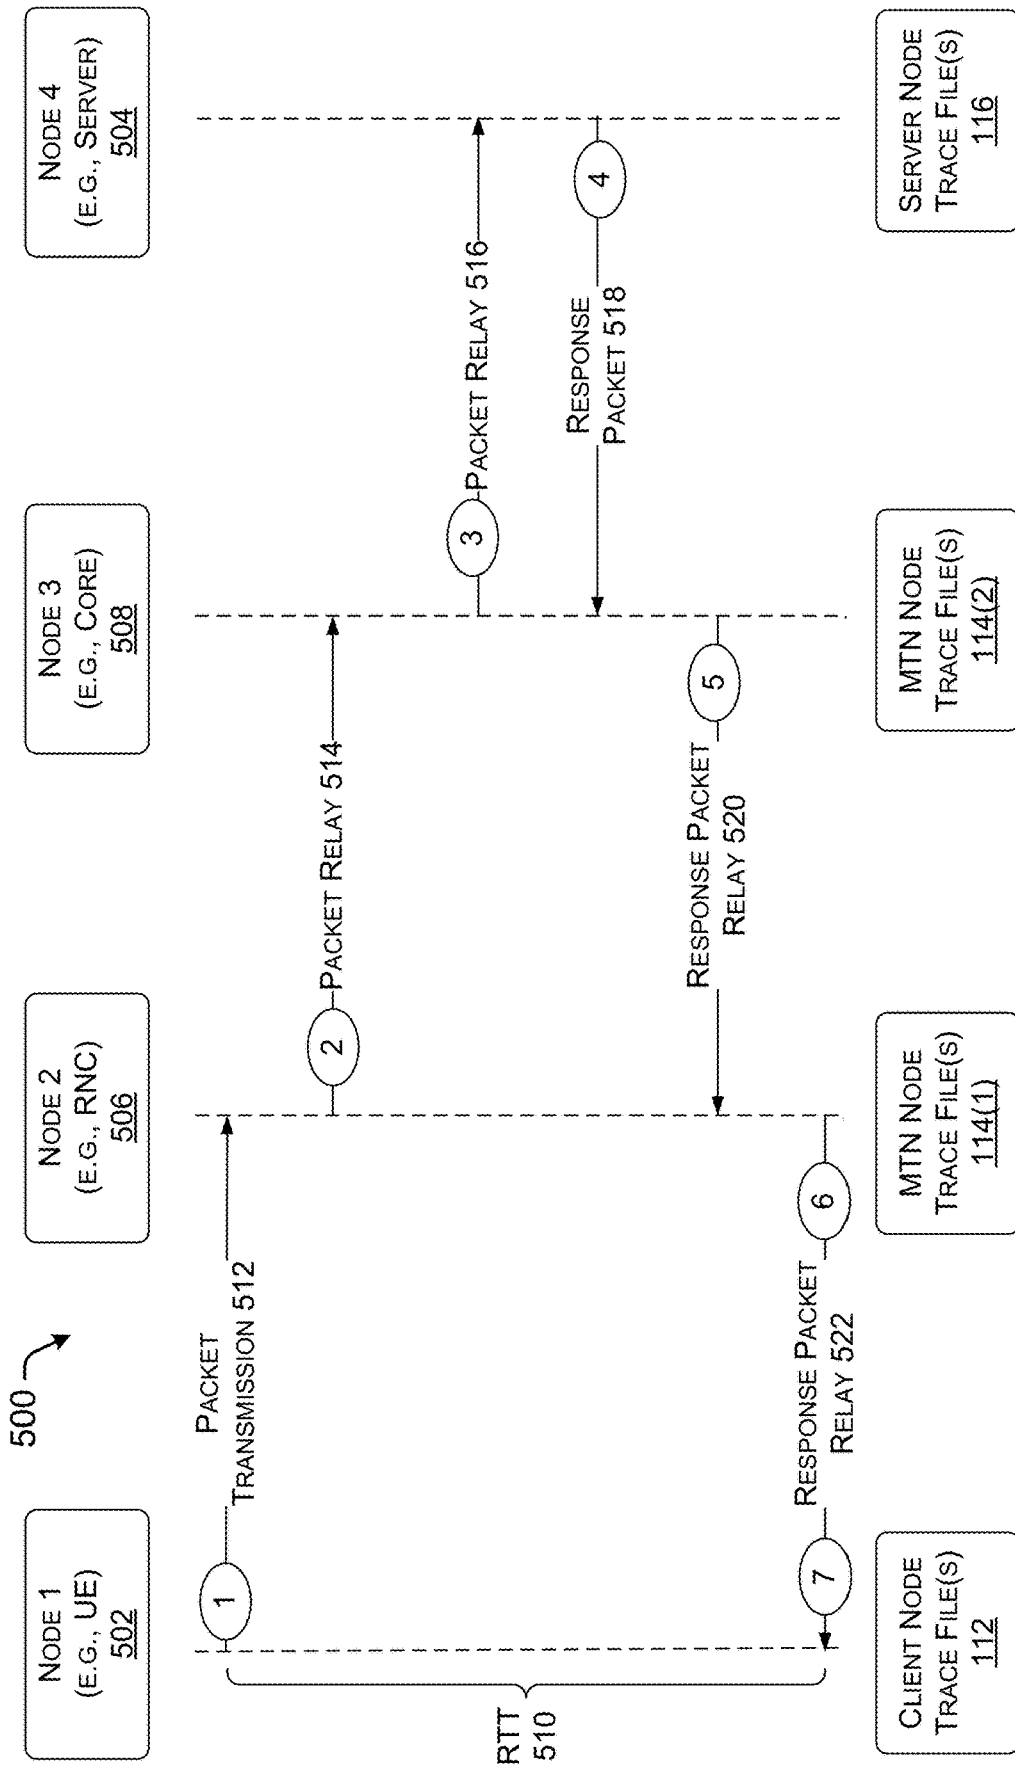 500
NODE 1
(E.G., UE)
502
NODE 2
(E.G., RNC)
506
NODE 3
(E.G., CORE)
508
NODE 4
(E.G., SERVER)
504
RTT
510
1
PACKET
TRANSMISSION 512
2
PACKET RELAY 514
3
PACKET RELAY 516
4
RESPONSE
PACKET 518
5
RESPONSE PACKET
RELAY 520
6
RESPONSE PACKET
RELAY 522
7
CLIENT NODE
TRACE FILE(S)
112
MTN NODE
TRACE FILE(S)
114(1)
MTN NODE
TRACE FILE(S)
114(2)
SERVER NODE
TRACE FILE(S)
116